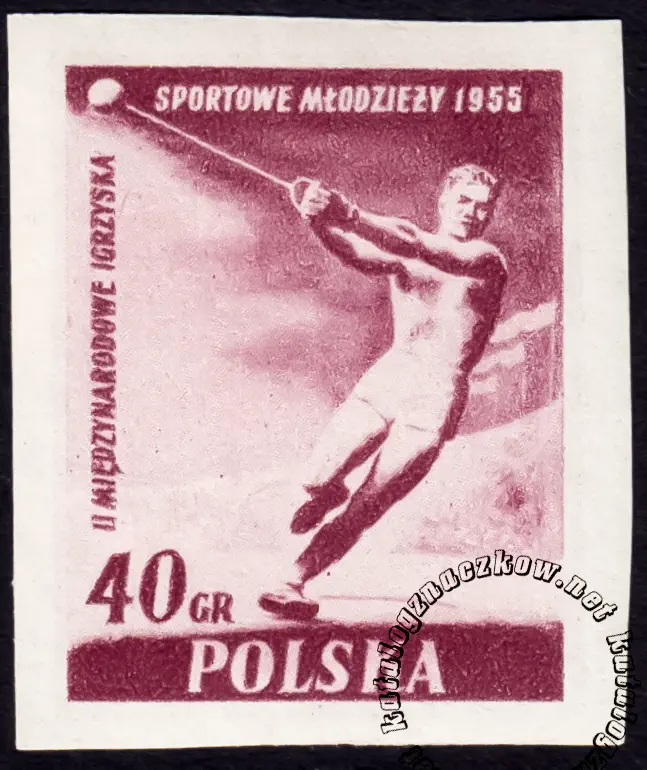 SPORTOWE MŁODZIEŻY 1955
II MIĘDZYNARODOWE IGRZYSKA
40 GR
POLSKA
katalogznaczkow.net